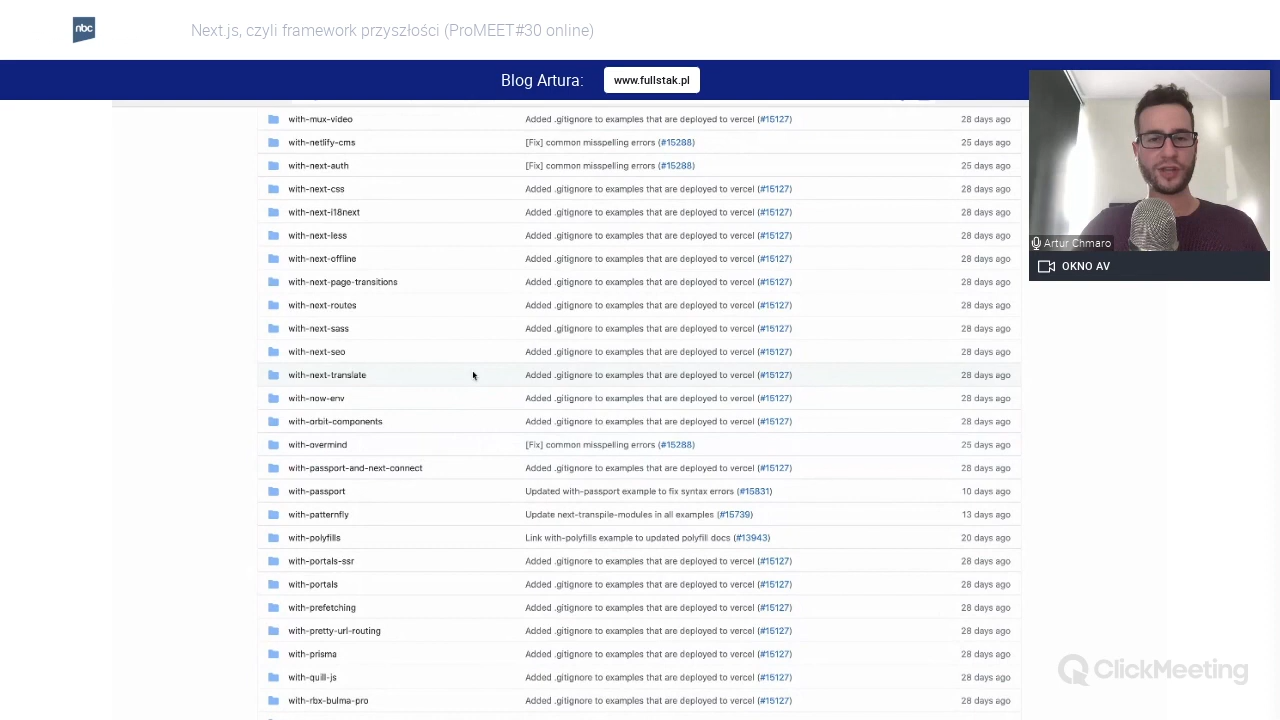 nbc
Next.js, czyli framework przyszłości (ProMEET#30 online)
Blog Artura: www.fullstak.pl
with-mux-video Added .gitignore to examples that are deployed to vercel (#15127) 28 days ago
with-netlify-cms [Fix] common misspelling errors (#15288) 25 days ago
with-next-auth [Fix] common misspelling errors (#15288) 25 days ago
with-next-css Added .gitignore to examples that are deployed to vercel (#15127) 28 days ago
with-next-i18next Added .gitignore to examples that are deployed to vercel (#15127) 28 days ago
with-next-less Added .gitignore to examples that are deployed to vercel (#15127) 28 days ago
with-next-offline Added .gitignore to examples that are deployed to vercel (#15127) 28 days ago
with-next-page-transitions Added .gitignore to examples that are deployed to vercel (#15127) 28 days ago
with-next-routes Added .gitignore to examples that are deployed to vercel (#15127) 28 days ago
with-next-sass Added .gitignore to examples that are deployed to vercel (#15127) 28 days ago
with-next-seo Added .gitignore to examples that are deployed to vercel (#15127) 28 days ago
with-next-translate Added .gitignore to examples that are deployed to vercel (#15127) 28 days ago
with-now-env Added .gitignore to examples that are deployed to vercel (#15127) 28 days ago
with-orbit-components Added .gitignore to examples that are deployed to vercel (#15127) 28 days ago
with-overmind [Fix] common misspelling errors (#15288) 25 days ago
with-passport-and-next-connect Added .gitignore to examples that are deployed to vercel (#15127) 28 days ago
with-passport Updated with-passport example to fix syntax errors (#15831) 10 days ago
with-patternfly Update next-transpile-modules in all examples (#15739) 13 days ago
with-polyfills Link with-polyfills example to updated polyfill docs (#13943) 20 days ago
with-portals-ssr Added .gitignore to examples that are deployed to vercel (#15127) 28 days ago
with-portals Added .gitignore to examples that are deployed to vercel (#15127) 28 days ago
with-prefetching Added .gitignore to examples that are deployed to vercel (#15127) 28 days ago
with-pretty-url-routing Added .gitignore to examples that are deployed to vercel (#15127) 28 days ago
with-prisma Added .gitignore to examples that are deployed to vercel (#15127) 28 days ago
with-quill-js Added .gitignore to examples that are deployed to vercel (#15127) 28 days ago
with-rbx-bulma-pro Added .gitignore to examples that are deployed to vercel (#15127) 28 days ago
Artur Chmaro
OKNO AV
ClickMeeting